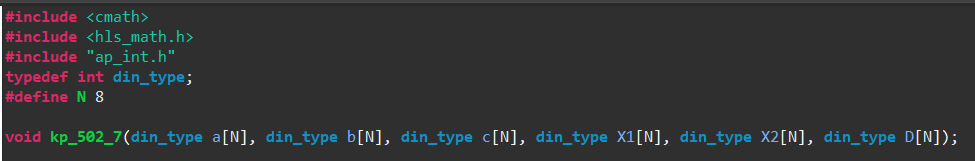 #include <cmath>
#include <hls_math.h>
#include "ap_int.h"
typedef int din_type;
#define N 8
void kp_502_7(din_type a[N], din_type b[N], din_type c[N], din_type X1[N], din_type X2[N], din_type D[N]);